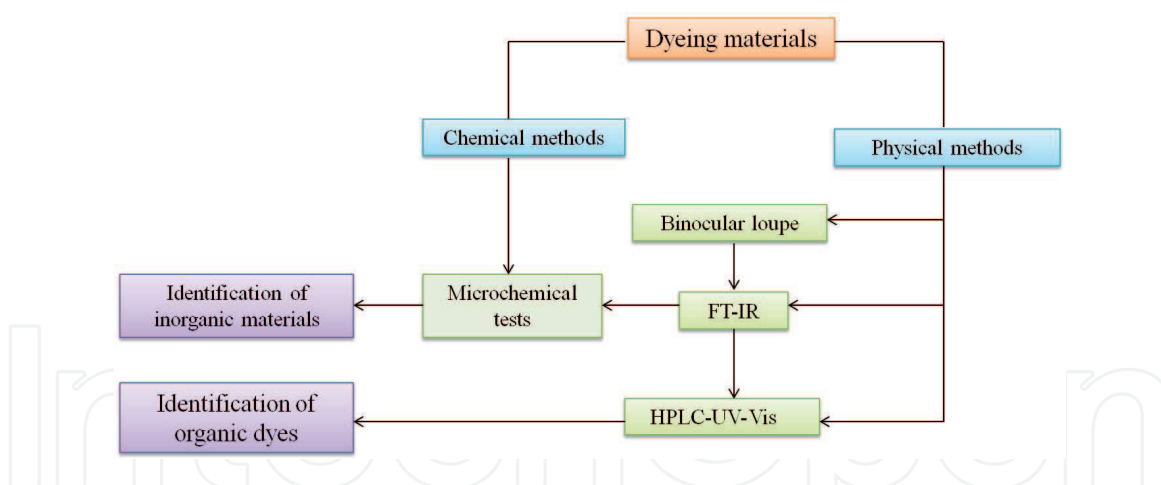 Dyeing materials
Chemical methods
Physical methods
Binocular loupe
Identification of
inorganic materials
Microchemical
tests
FT-IR
Identification of
organic dyes
HPLC-UV-Vis